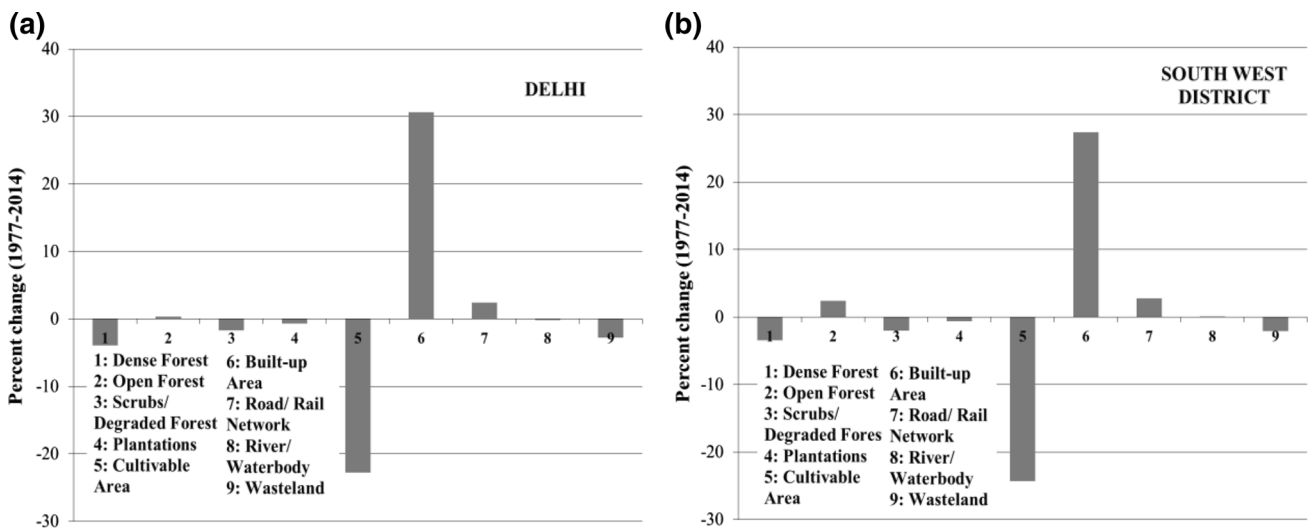 (a)
40
30
20
10
0
-10
-20
-30
Percent change (1977-2014)
DELHI
1 2 3 4 5 6 7 8 9
1: Dense Forest
2: Open Forest
3: Scrubs/
Degraded Forest
4: Plantations
5: Cultivable
Area
6: Built-up
Area
7: Road/ Rail
Network
8: River/
Waterbody
9: Wasteland
(b)
40
30
20
10
0
-10
-20
-30
Percent change (1977-2014)
SOUTH WEST
DISTRICT
1 2 3 4 5 6 7 8 9
1: Dense Forest
2: Open Forest
3: Scrubs/
Degraded Fores
4: Plantations
5: Cultivable
Area
6: Built-up
Area
7: Road/ Rail
Network
8: River/
Waterbody
9: Wasteland